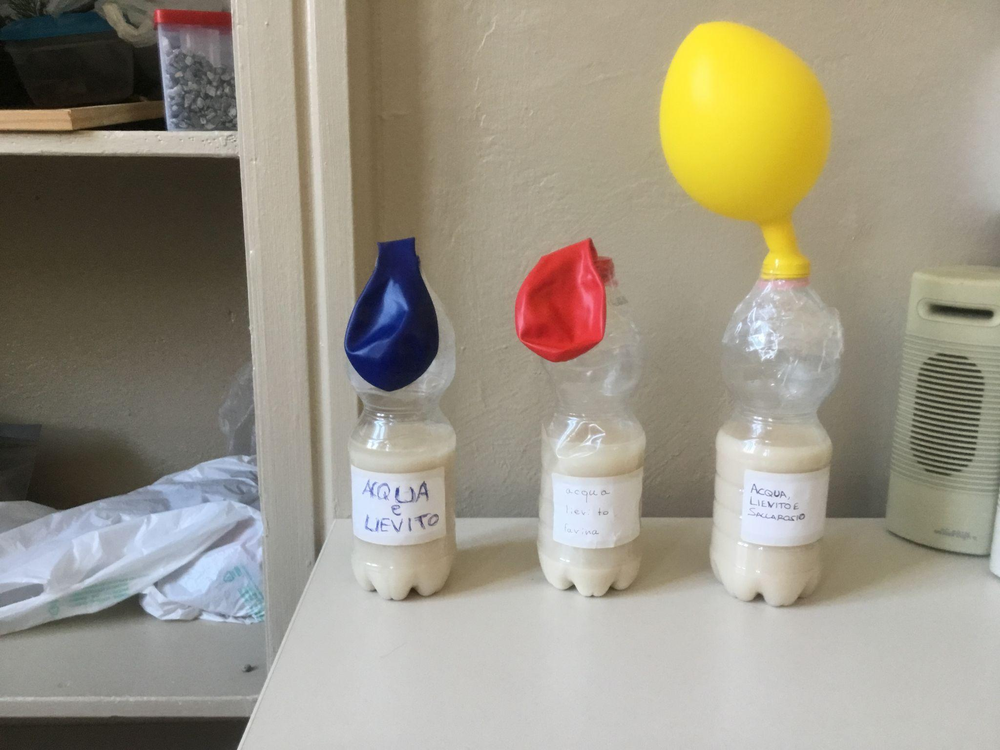 ACQUA
e
LIEVITO
acqua
lievito
farina
ACQUA,
LIEVITO E
SACCAROSIO